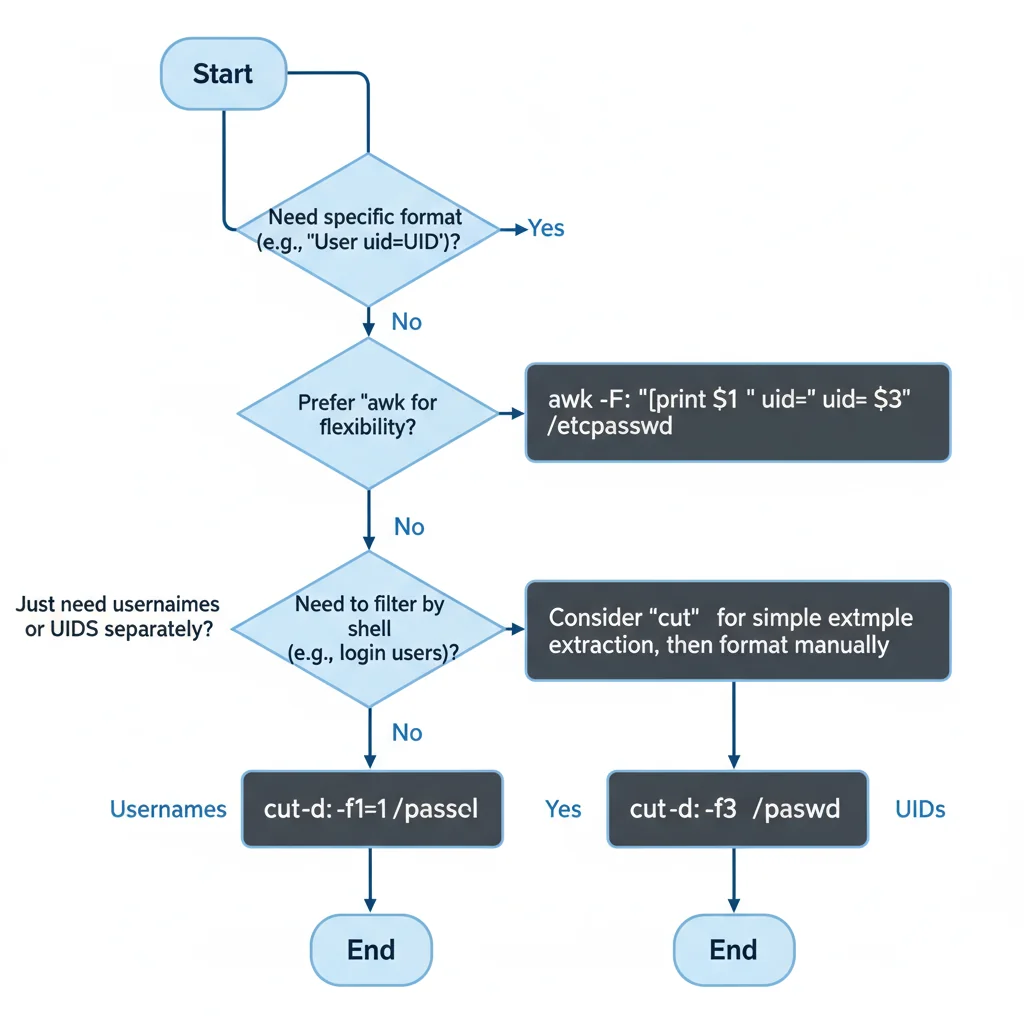 Start
Need specific format
(e.g., "User uid=UID')?
Yes
No
Prefer "awk for
flexibility?
awk -F: "[print $1 " uid=" uid= $3"
/etcpasswd
No
Just need usernaimes
or UIDS separately?
Need to filter by
shell
(e.g., login users)?
Consider "cut" for simple extmple
extraction, then format manually
No
Usernames
cut-d: -f1=1 /passcl
Yes
cut-d: -f3 /paswd
UIDs
End
End